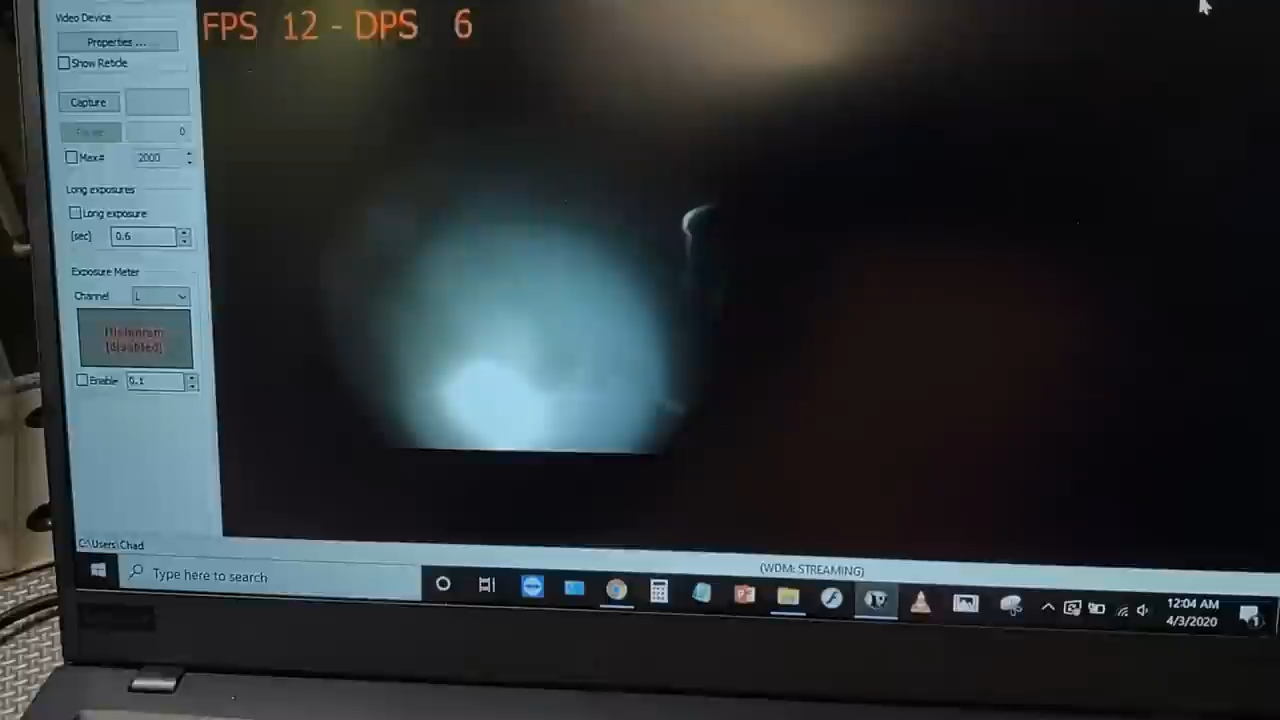 Video Device
FPS 12 - DPS 6
Properties ...
Show Reticle
Capture
0
Max# 2000
Long exposures
Long exposure
(sec) 0.6
Exposure Meter
Channel L
Histogram
(disabled)
Enable 0.1
C:\Users\Chad
(WDM: STREAMING)
Type here to search
12:04 AM
4/3/2020
1